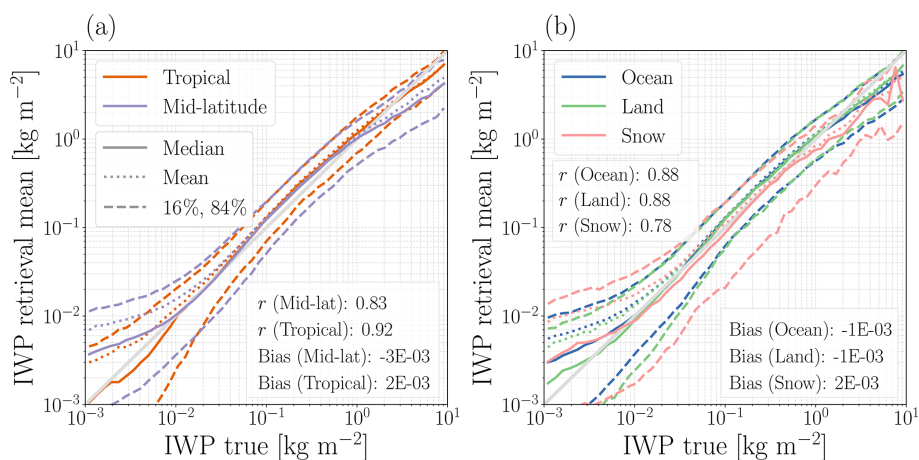 (a)
IWP retrieval mean [kg m−2]
10^1
10^0
10^−1
10^−2
10^−3
Tropical
Mid-latitude
Median
Mean
16%, 84%
r (Mid-lat): 0.83
r (Tropical): 0.92
Bias (Mid-lat): -3E-03
Bias (Tropical): 2E-03
10^−3 10^−2 10^−1 10^0 10^1
IWP true [kg m^−2]
(b)
IWP retrieved mean [kg m^−2]
10^1
10^0
10^−1
10^−2
10^−3
Ocean
Land
Snow
r (Ocean): 0.88
r (Land): 0.88
r (Snow): 0.78
Bias (Ocean): -1E-03
Bias (Land): -1E-03
Bias (Snow): 2E-03
10^−3 10^−2 10^−1 10^0 10^1
IWP true [kg m^−2]